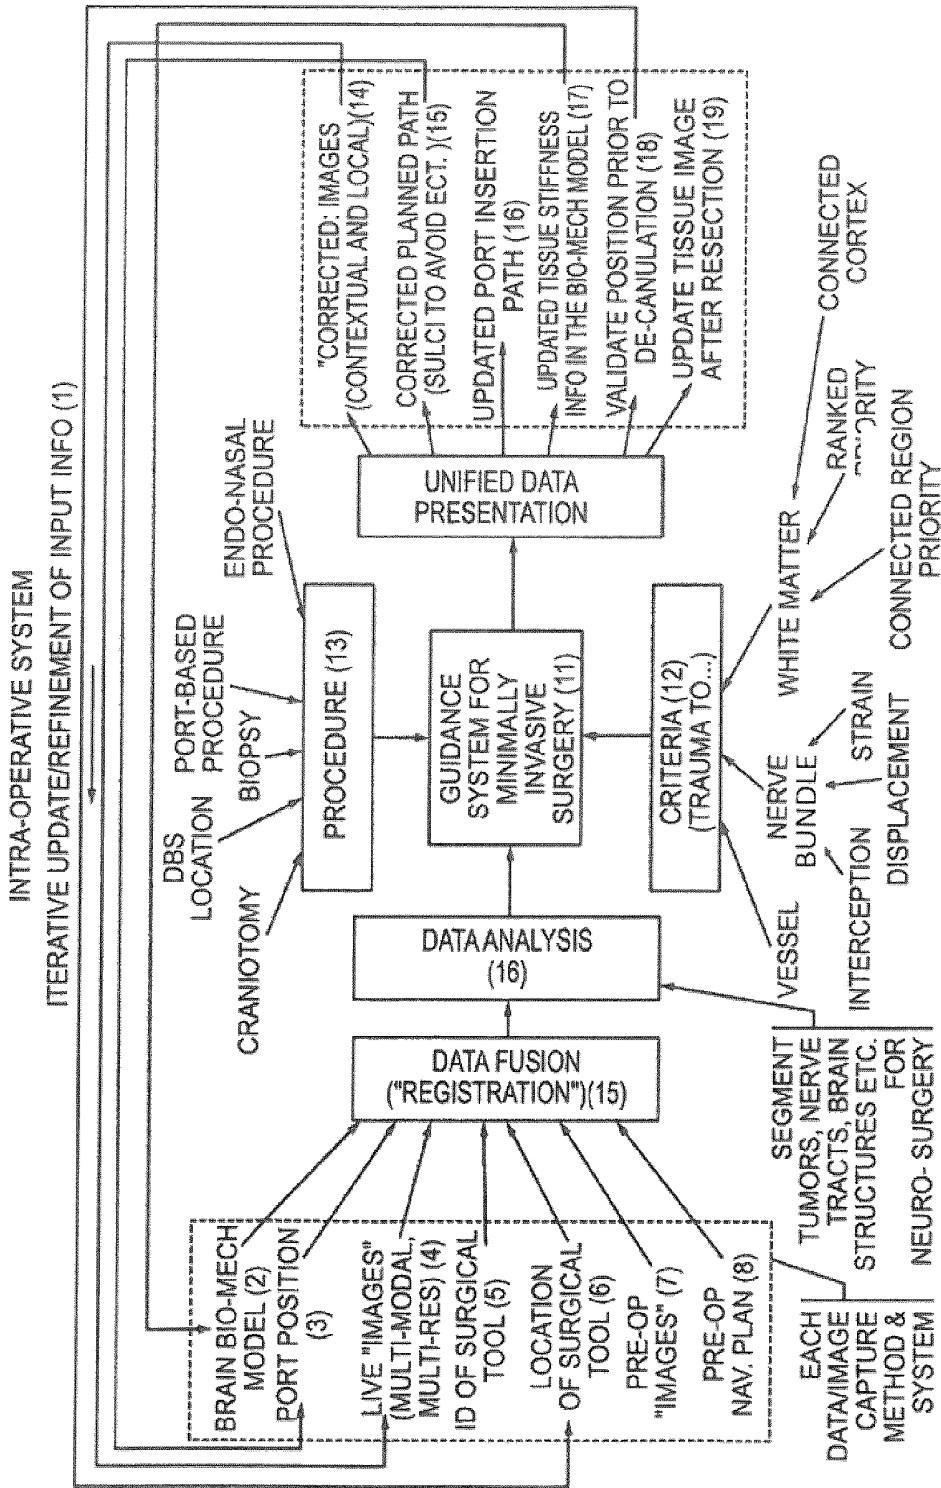 INTRA-OPERATIVE SYSTEM
ITERATIVE UPDATE/REFINEMENT OF INPUT INFO (1)
BRAIN BIO-MECH
MODEL (2)
PORT POSITION
(3)
LIVE "IMAGES"
(MULTI-MODAL,
MULTI-RES) (4)
ID OF SURGICAL
TOOL (5)
LOCATION
OF SURGICAL
TOOL (6)
PRE-OP
"IMAGES" (7)
PRE-OP
NAV. PLAN (8)
EACH
DATA/IMAGE
CAPTURE
METHOD &
SYSTEM
DATA FUSION
("REGISTRATION")(15)
SEGMENT
TUMORS, NERVE
TRACTS, BRAIN
STRUCTURES ETC.
FOR
NEURO- SURGERY
DATA ANALYSIS
(16)
CRANIOTOMY
DBS
LOCATION
BIOPSY
PORT-BASED
PROCEDURE
ENDO-NASAL
PROCEDURE
PROCEDURE (13)
GUIDANCE
SYSTEM FOR
MINIMALLY
INVASIVE
SURGERY (11)
CRITERIA (12)
(TRAUMA TO...)
VESSEL
NERVE
BUNDLE
INTERCEPTION
DISPLACEMENT
STRAIN
WHITE MATTER
CONNECTED REGION
PRIORITY
RANKED
PRIORITY
CONNECTED
CORTEX
UNIFIED DATA
PRESENTATION
"CORRECTED: IMAGES
(CONTEXTUAL AND LOCAL)(14)
CORRECTED PLANNED PATH
(SULCI TO AVOID ECT. )(15)
UPDATED PORT INSERTION
PATH (16)
UPDATED TISSUE STIFFNESS
INFO IN THE BIO-MECH MODEL (17)
VALIDATE POSITION PRIOR TO
DE-CANULATION (18)
UPDATE TISSUE IMAGE
AFTER RESECTION (19)